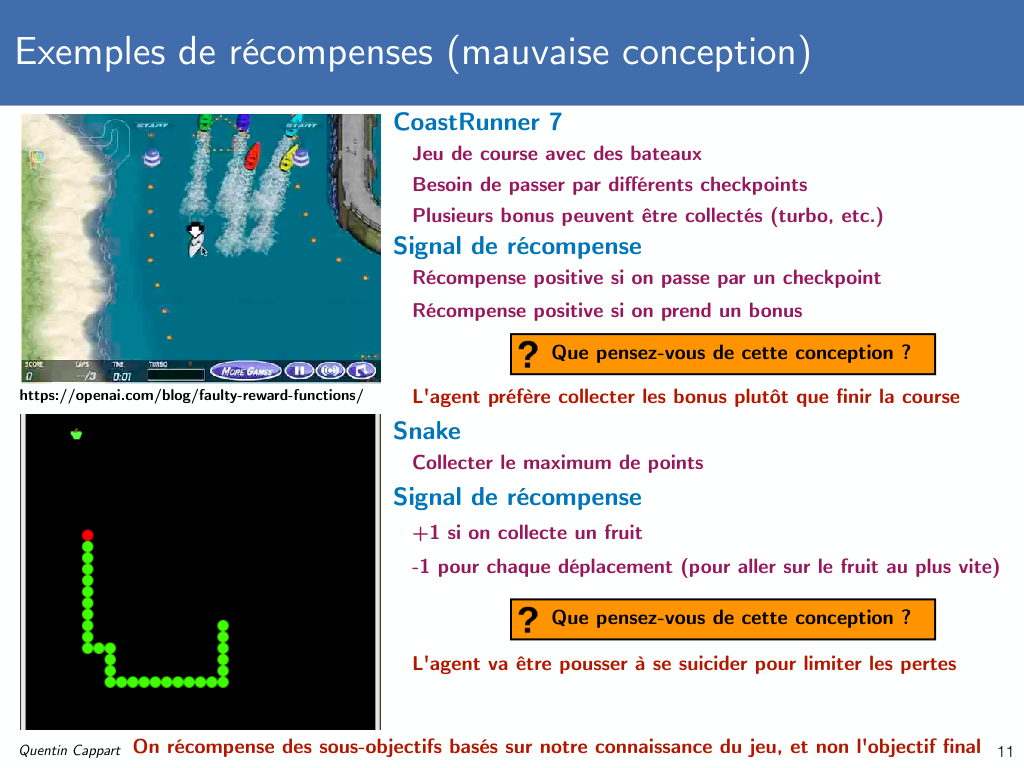 Exemples de récompenses (mauvaise conception)
START
START
SCORE
LAPS
TIME
TURBO
0
--/3
0:01
MORE GAMES
https://openai.com/blog/faulty-reward-functions/
CoastRunner 7
Jeu de course avec des bateaux
Besoin de passer par différents checkpoints
Plusieurs bonus peuvent être collectés (turbo, etc.)
Signal de récompense
Récompense positive si on passe par un checkpoint
Récompense positive si on prend un bonus
? Que pensez-vous de cette conception ?
L'agent préfère collecter les bonus plutôt que finir la course
Snake
Collecter le maximum de points
Signal de récompense
+1 si on collecte un fruit
-1 pour chaque déplacement (pour aller sur le fruit au plus vite)
? Que pensez-vous de cette conception ?
L'agent va être pousser à se suicider pour limiter les pertes
Quentin Cappart
On récompense des sous-objectifs basés sur notre connaissance du jeu, et non l'objectif final
11